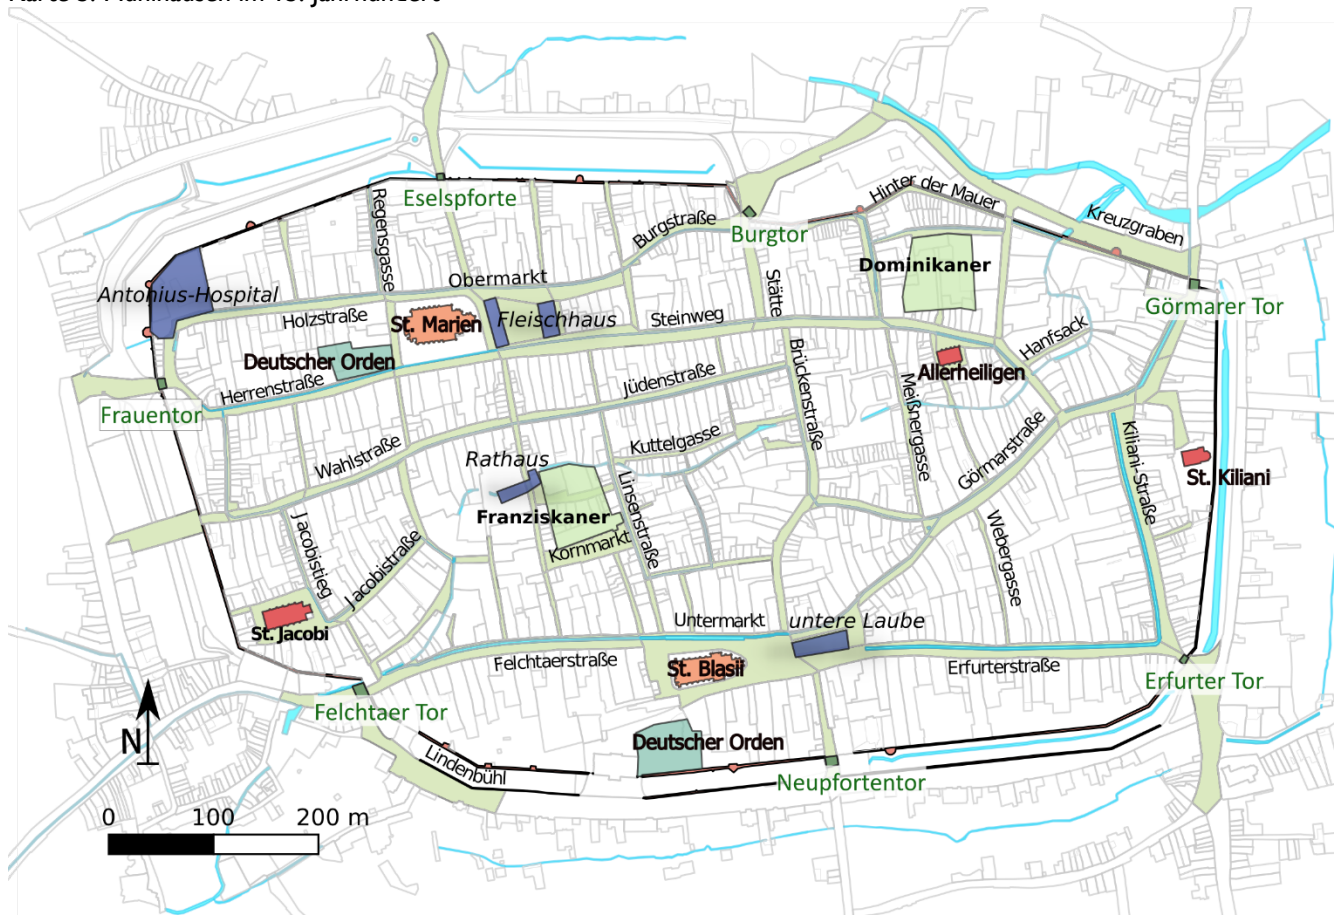 Eselspforte
Regensgasse
Burgstraße
Burgtor
Hinter der Mauer
Kreuzgraben
Dominikaner
Antonius-Hospital
Obermarkt
Stätte
Görmarer Tor
Holzstraße
St. Marien
Fleischhaus
Steinweg
Hanfsack
Deutscher Orden
Allerheiligen
Herrenstraße
Jüdenstraße
Brückenstraße
Meißnergasse
Frauentor
Wahlstraße
Kuttelgasse
Görmarstraße
Kiliani-Straße
Rathaus
Linsenstraße
St. Kiliani
Franziskaner
Kornmarkt
Jacobistieg
Jacobistraße
Webergasse
St. Jacobi
Untermarkt
untere Laube
Felchtaerstraße
St. Blasii
Erfurterstraße
Erfurter Tor
Felchtaer Tor
Deutscher Orden
N
Lindenbühl
Neupfortentor
0 100 200 m